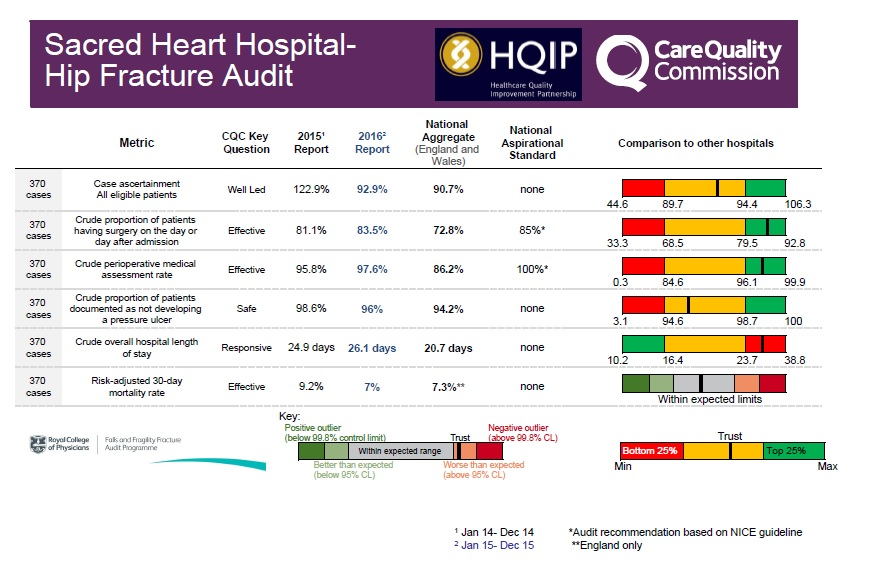 Sacred Heart Hospital-
Hip Fracture Audit
HQIP
Healthcare Quality
Improvement Partnership
CareQuality
Commission
Metric
CQC Key
Question
2015¹
Report
2016²
Report
National
Aggregate
(England and
Wales)
National
Aspirational
Standard
Comparison to other hospitals
370
cases
Case ascertainment
All eligible patients
Well Led
122.9%
92.9%
90.7%
none
44.6 89.7 94.4 106.3
370
cases
Crude proportion of patients
having surgery on the day or
day after admission
Effective
81.1%
83.5%
72.8%
85%*
33.3 68.5 79.5 92.8
370
cases
Crude perioperative medical
assessment rate
Effective
95.8%
97.6%
86.2%
100%*
0.3 84.6 96.1 99.9
370
cases
Crude proportion of patients
documented as not developing
a pressure ulcer
Safe
98.6%
96%
94.2%
none
3.1 94.6 98.7 100
370
cases
Crude overall hospital length
of stay
Responsive
24.9 days
26.1 days
20.7 days
none
10.2 16.4 23.7 38.8
370
cases
Risk-adjusted 30-day
mortality rate
Effective
9.2%
7%
7.3%**
none
Within expected limits
Key:
Positive outlier
(below 99.8% control limit)
Trust
Negative outlier
(above 99.8% CL)
Within expected range
Better than expected
(below 95% CL)
Worse than expected
(above 95% CL)
Royal College
of Physicians
Falls and Fragility Fracture
Audit Programme
Trust
Bottom 25% Top 25%
Min Max
¹ Jan 14- Dec 14
² Jan 15- Dec 15
*Audit recommendation based on NICE guideline
**England only